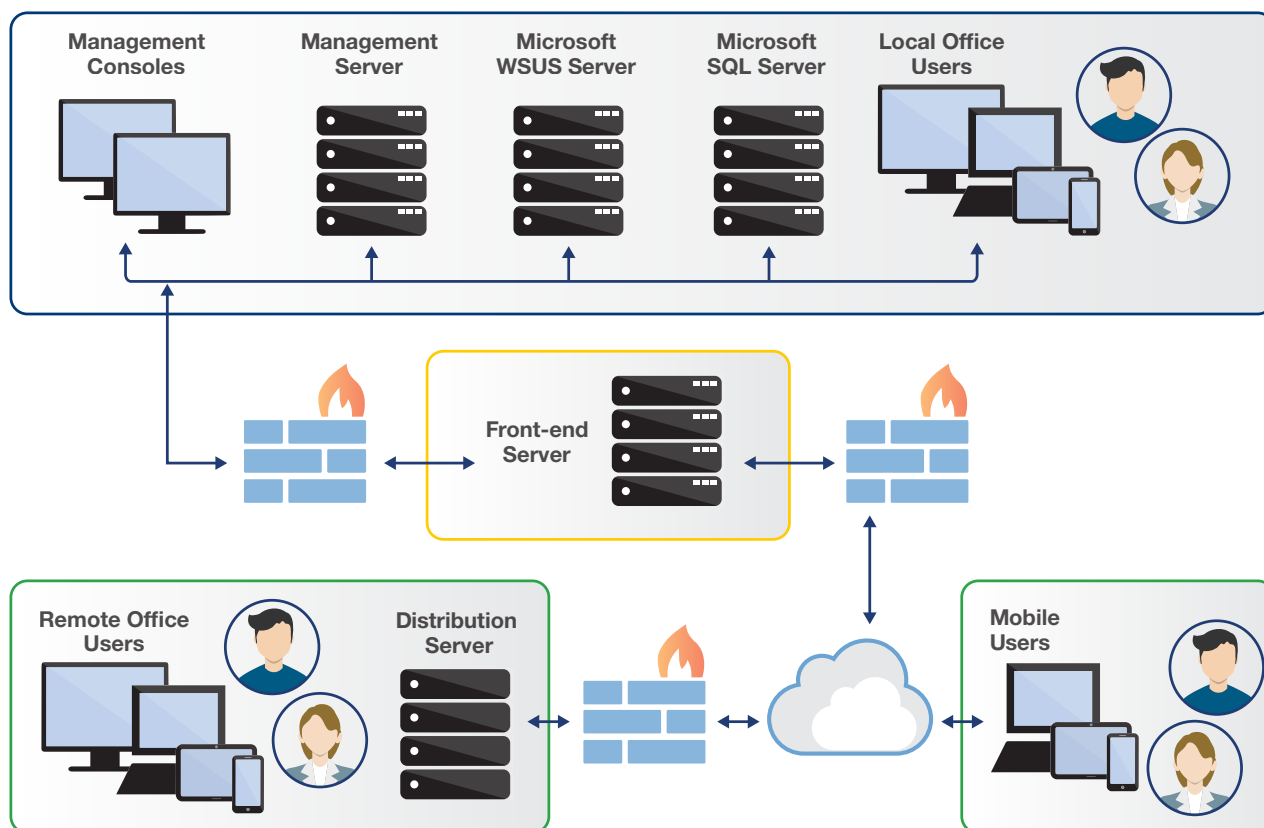 Management
Consoles
Management
Server
Microsoft
WSUS Server
Microsoft
SQL Server
Local Office
Users
Front-end
Server
Remote Office
Users
Distribution
Server
Mobile
Users